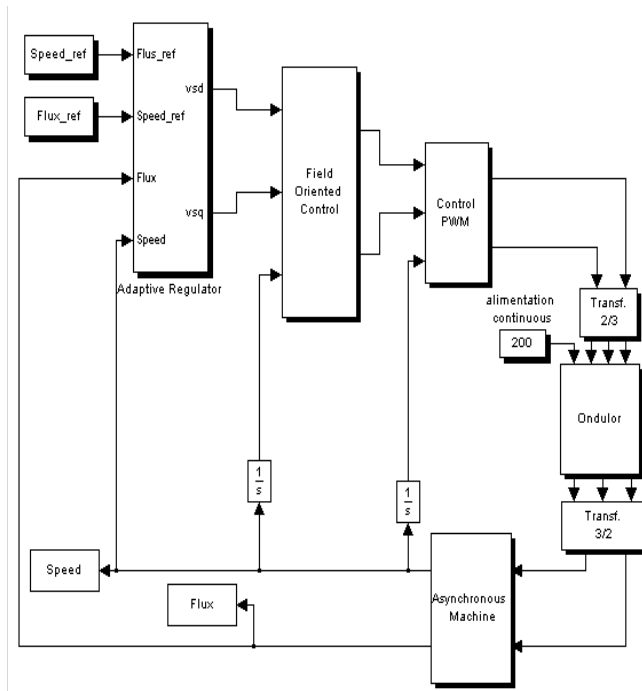 Speed_ref
Flux_ref
Flus_ref
vsd
Speed_ref
Flux
vsq
Speed
Adaptive Regulator
Field
Oriented
Control
Control
PWM
alimentation
continuous
200
Transf.
2/3
Ondulor
Transf.
3/2
1
s
1
s
Speed
Flux
Asynchronous
Machine